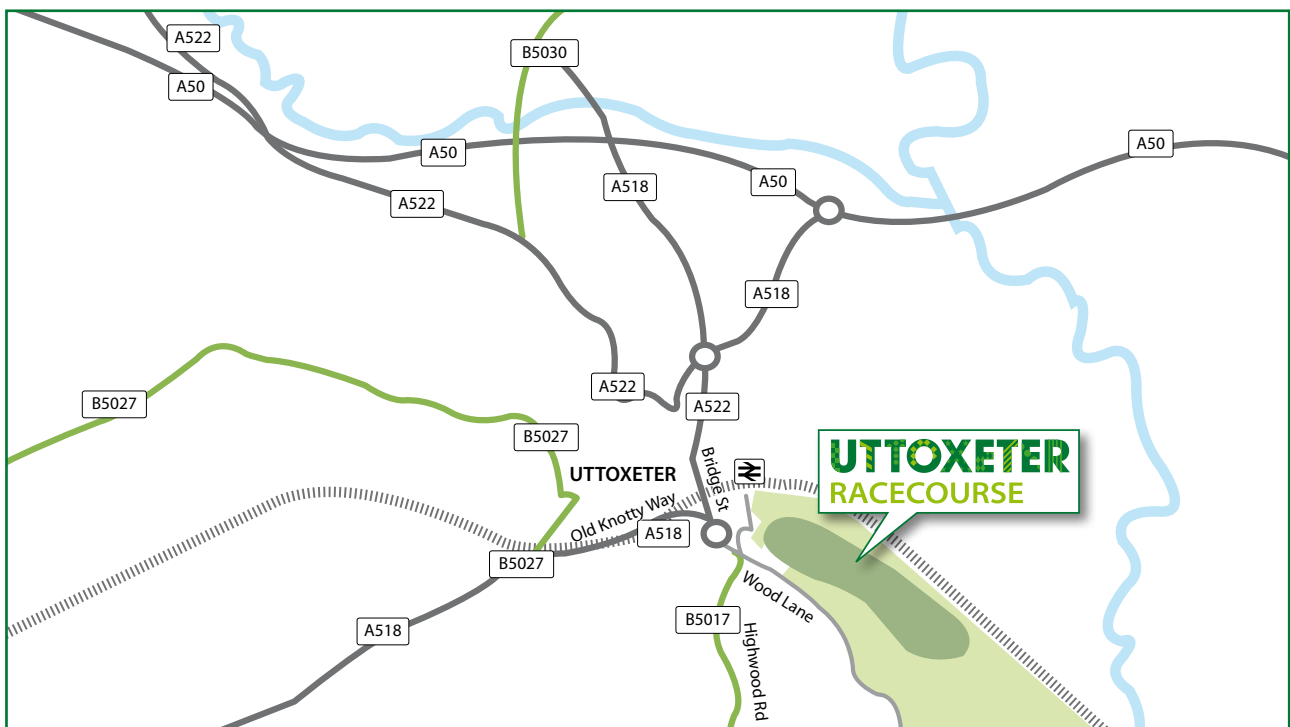 A522
B5030
A50
A50
A50
A50
A518
A522
A518
A522
B5027
A522
B5027
UTTOXETER
RACECOURSE
UTTOXETER
Bridge St
Old Knotty Way
A518
B5027
Wood Lane
B5017
A518
Highwood Rd